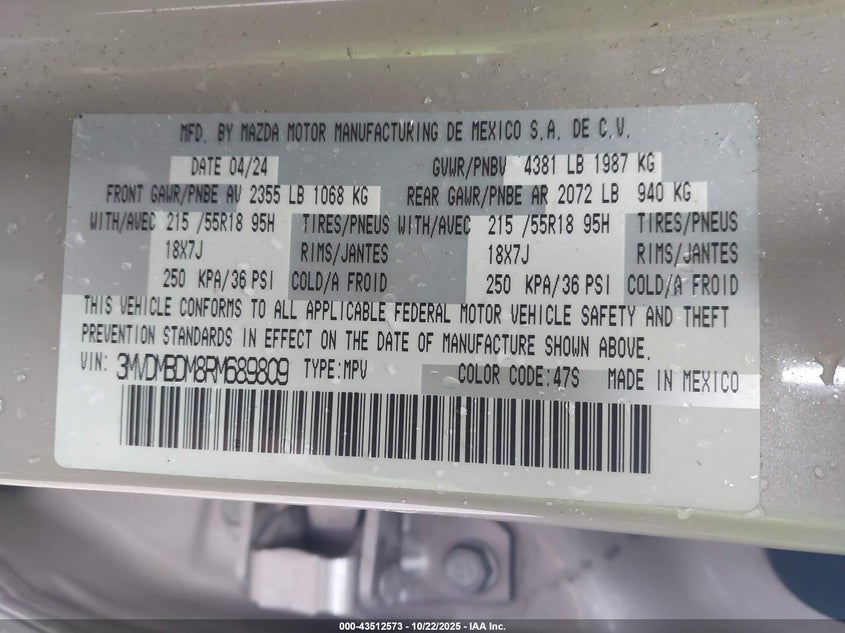 MFD. BY MAZDA MOTOR MANUFACTURING DE MEXICO S.A. DE C.V.
DATE 04/24 GVWR/PNBV 4381 LB 1987 KG
FRONT GAWR/PNBE AV 2355 LB 1068 KG REAR GAWR/PNBE AR 2072 LB 940 KG
WITH/AVEC 215 /55R18 95H TIRES/PNEUS WITH/AVEC 215 /55R18 95H TIRES/PNEUS
18X7J RIMS/JANTES 18X7J RIMS/JANTES
250 KPA/36 PSI COLD/A FROID 250 KPA/36 PSI COLD/A FROID
THIS VEHICLE CONFORMS TO ALL APPLICABLE FEDERAL MOTOR VEHICLE SAFETY AND THEFT
PREVENTION STANDARDS IN EFFECT ON THE DATE OF MANUFACTURE SHOWN ABOVE.
VIN: 3MVDMBDM8RM689809 TYPE:MPV COLOR CODE:47S MADE IN MEXICO
000-43512573 - 10/22/2025 - IAA Inc.